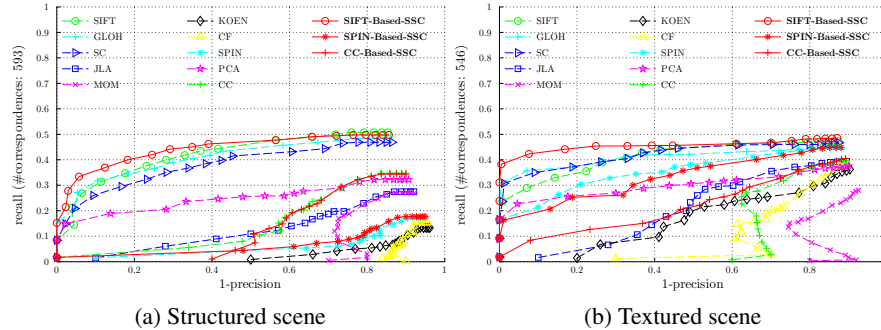 SIFT
GLOH
SC
JLA
MOM
KOEN
CF
SPIN
PCA
CC
SIFT-Based-SSC
SPIN-Based-SSC
CC-Based-SSC
recall (#correspondences: 593)
1
0.9
0.8
0.7
0.6
0.5
0.4
0.3
0.2
0.1
0
0 0.2 0.4 0.6 0.8 1
1-precision
(a) Structured scene
SIFT
GLOH
SC
JLA
MOM
KOEN
CF
SPIN
PCA
CC
SIFT-Based-SSC
SPIN-Based-SSC
CC-Based-SSC
recall (#correspondences: 546)
1
0.9
0.8
0.7
0.6
0.5
0.4
0.3
0.2
0.1
0
0 0.2 0.4 0.6 0.8
1-precision
(b) Textured scene